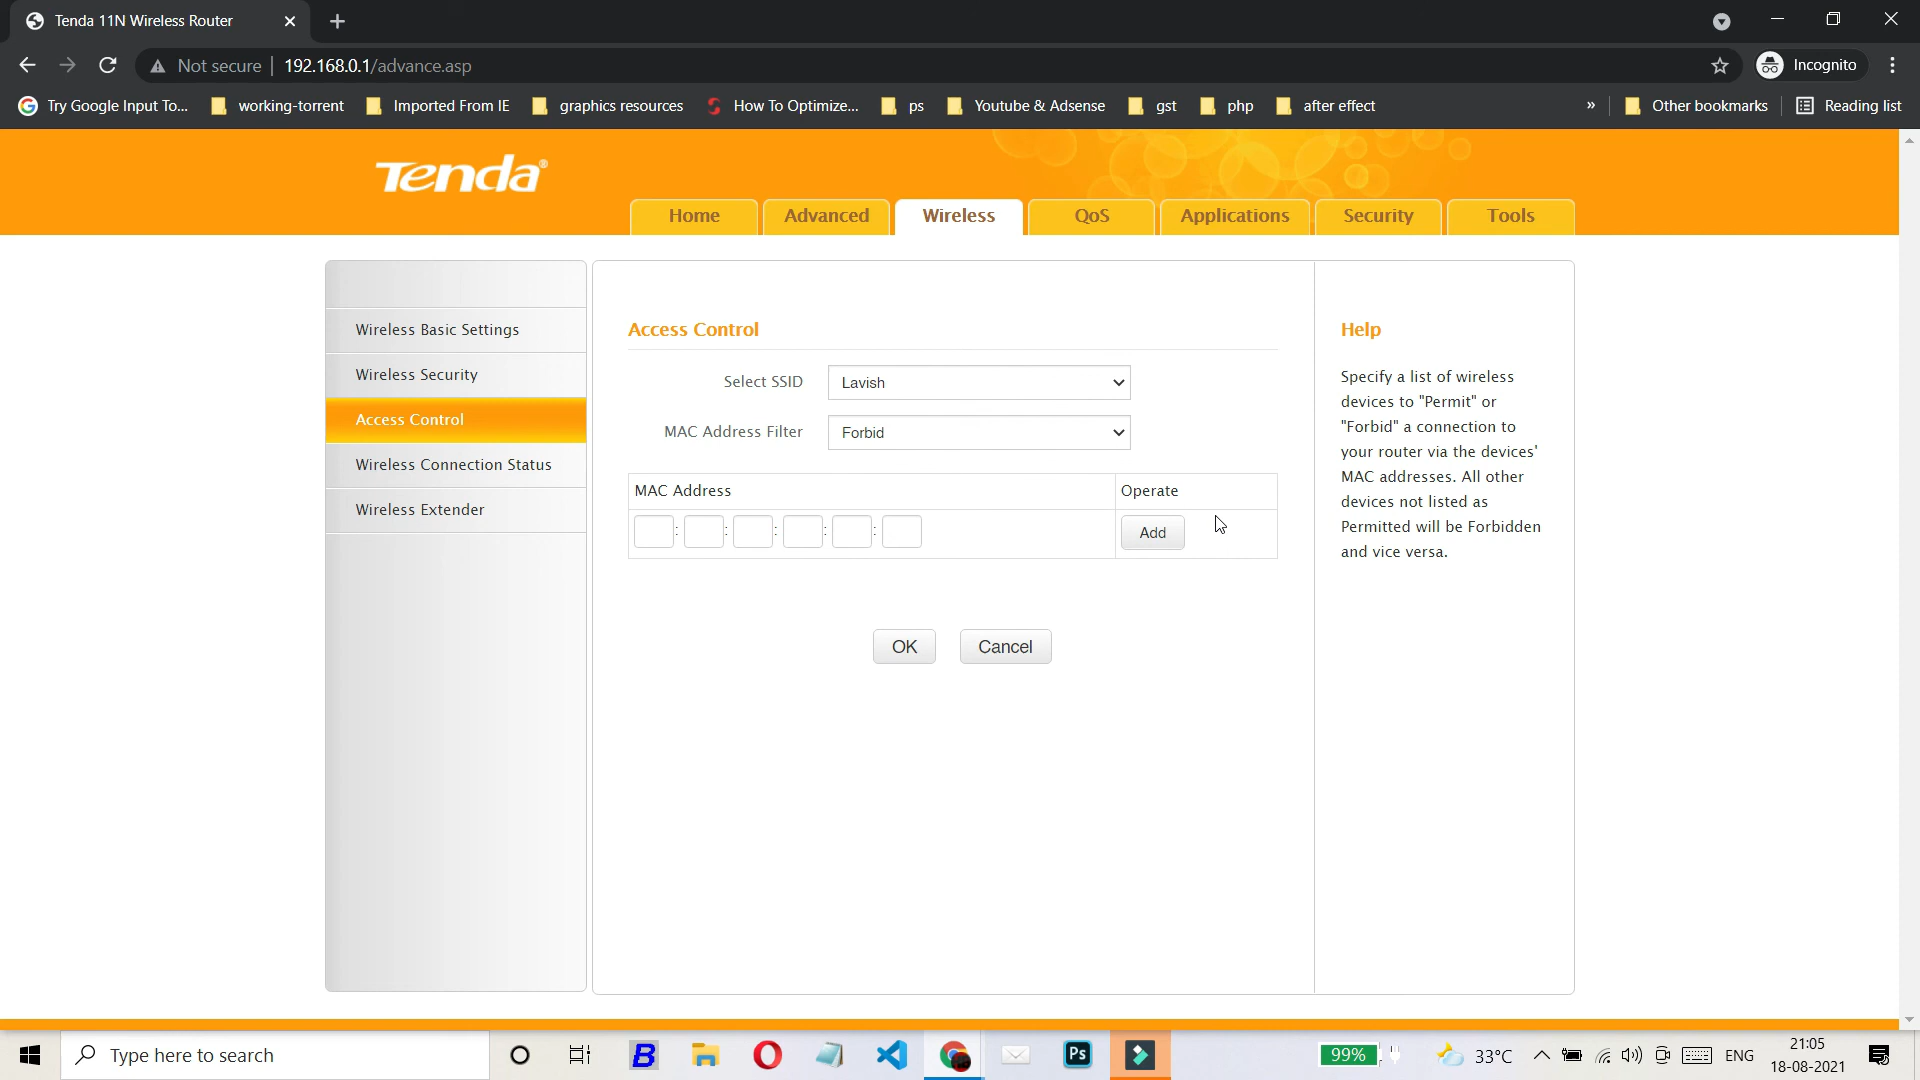 Tenda 11N Wireless Router
Not secure | 192.168.0.1/advance.asp
Incognito
Try Google Input To...
working-torrent
Imported From IE
graphics resources
How To Optimize...
ps
Youtube & Adsense
gst
php
after effect
»
Other bookmarks
Reading list
Tenda®
Home
Advanced
Wireless
QoS
Applications
Security
Tools
Wireless Basic Settings
Wireless Security
Access Control
Wireless Connection Status
Wireless Extender
Access Control
Select SSID
Lavish
MAC Address Filter
Forbid
MAC Address
Operate
: : : : :
Add
OK
Cancel
Help
Specify a list of wireless
devices to "Permit" or
"Forbid" a connection to
your router via the devices'
MAC addresses. All other
devices not listed as
Permitted will be Forbidden
and vice versa.
Type here to search
B
Ps
99%
33°C
ENG
21:05
18-08-2021